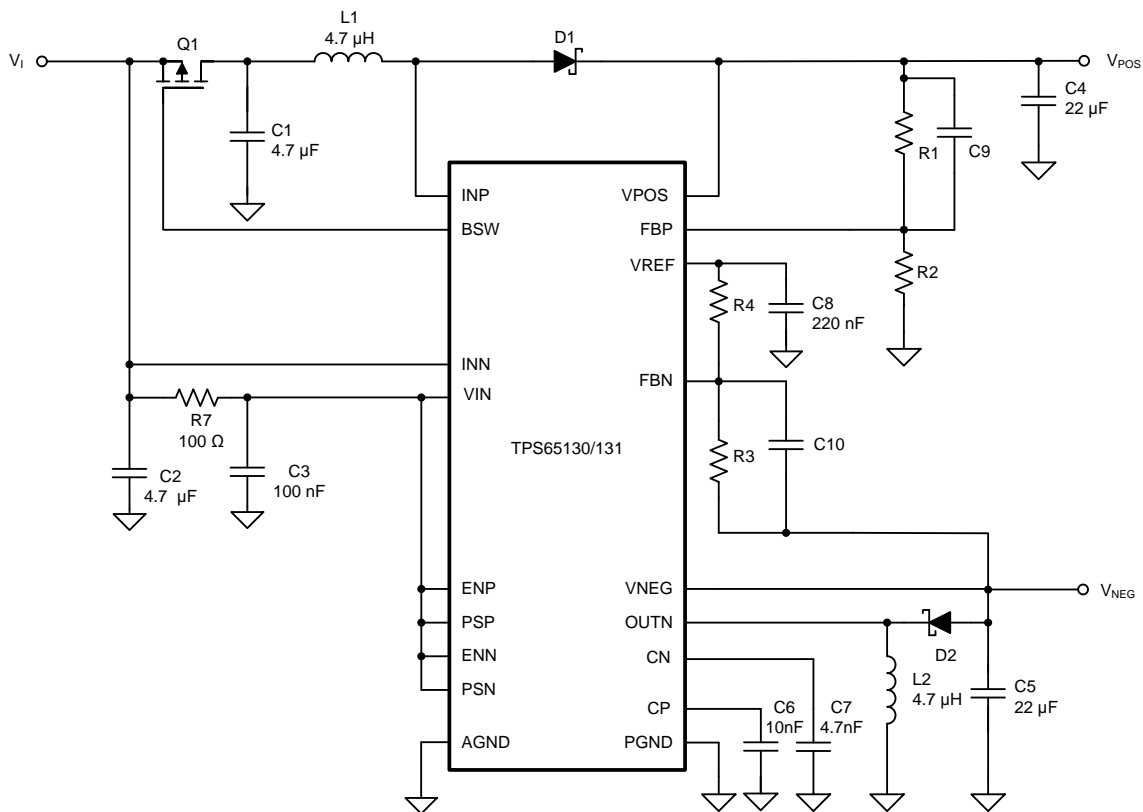 L1
4.7 µH
D1
Q1
VI
VPOS
C4
22 µF
C1
4.7 µF
R1
C9
INP
VPOS
BSW
FBP
VREF
R2
R4
C8
220 nF
INN
FBN
VIN
R7
100 Ω
TPS65130/131
R3
C10
C2
4.7 µF
C3
100 nF
ENP
VNEG
VNEG
PSP
OUTN
D2
ENN
CN
L2
4.7 µH
C5
22 µF
PSN
CP
C6
10nF
C7
4.7nF
AGND
PGND